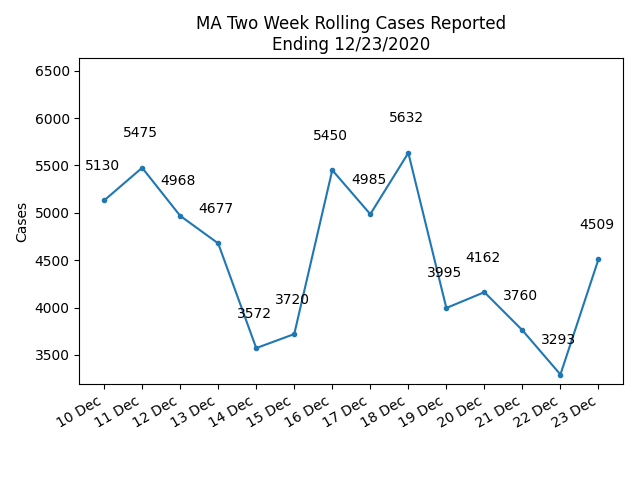 MA Two Week Rolling Cases Reported
Ending 12/23/2020
Cases
6500
6000
5500
5000
4500
4000
3500
5130
5475
4968
4677
3572
3720
5450
4985
5632
3995
4162
3760
3293
4509
10 Dec
11 Dec
12 Dec
13 Dec
14 Dec
15 Dec
16 Dec
17 Dec
18 Dec
19 Dec
20 Dec
21 Dec
22 Dec
23 Dec